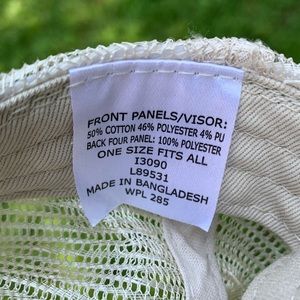 FRONT PANELS/VISOR:
50% COTTON 46% POLYESTER 4% PU
BACK FOUR PANEL: 100% POLYESTER
ONE SIZE FITS ALL
I3090
L89531
MADE IN BANGLADESH
WPL 285